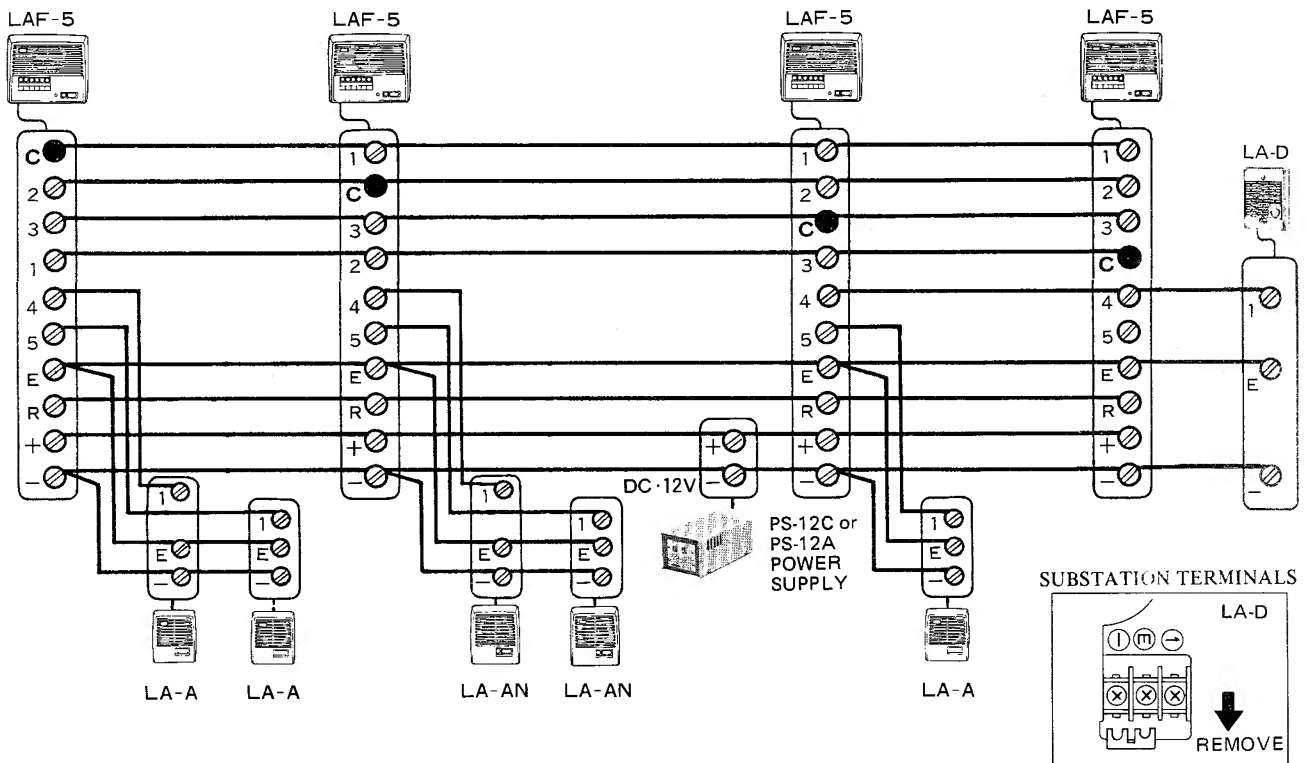 LAF-5 LAF-5 LAF-5 LAF-5
LA-D
C 1 1 1
2 C 2 2
3 3 C 3
1 2 3 C
4 4 4 4 1
5 5 5 5
E E E E E
R R R R
+ + + + +
− − − − − −
DC·12V
1 1 1 1 1
E E E E E
− − − − −
PS-12C or
PS-12A
POWER
SUPPLY
LA-A LA-A LA-AN LA-AN LA-A
SUBSTATION TERMINALS
LA-D
− E 1
REMOVE